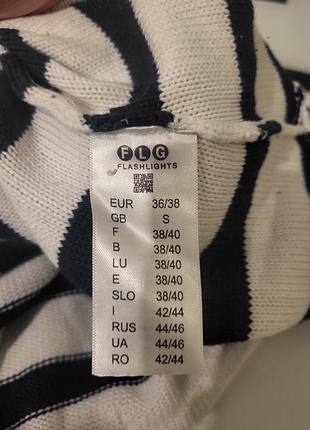 FLG
FLASHLIGHTS
EUR 36/38
GB S
F 38/40
B 38/40
LU 38/40
E 38/40
SLO 38/40
I 42/44
RUS 44/46
UA 44/46
RO 42/44